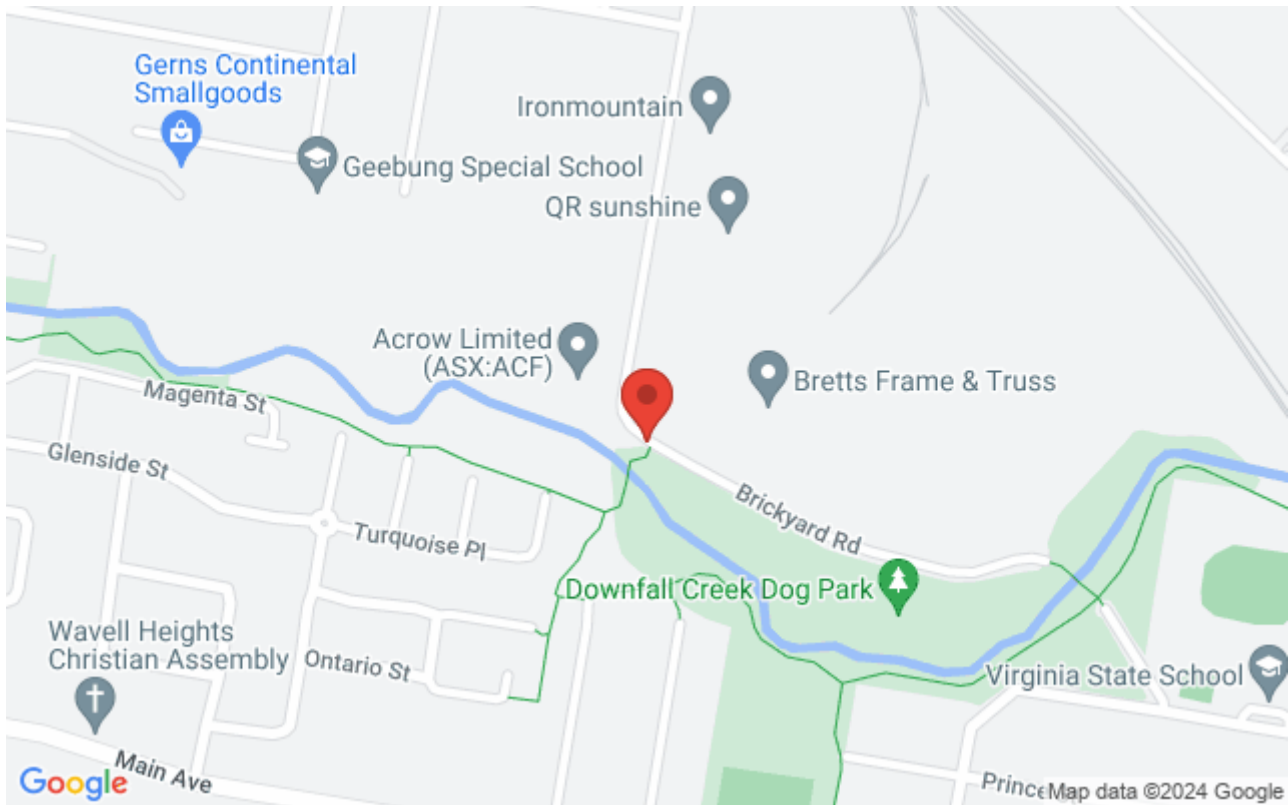 Gerns Continental
Smallgoods
Ironmountain
Geebung Special School
QR sunshine
Acrow Limited
(ASX:ACF)
Bretts Frame & Truss
Magenta St
Glenside St
Turquoise Pl
Brickyard Rd
Downfall Creek Dog Park
Wavell Heights
Christian Assembly
Ontario St
Virginia State School
Main Ave
Google
Map data ©2024 Google